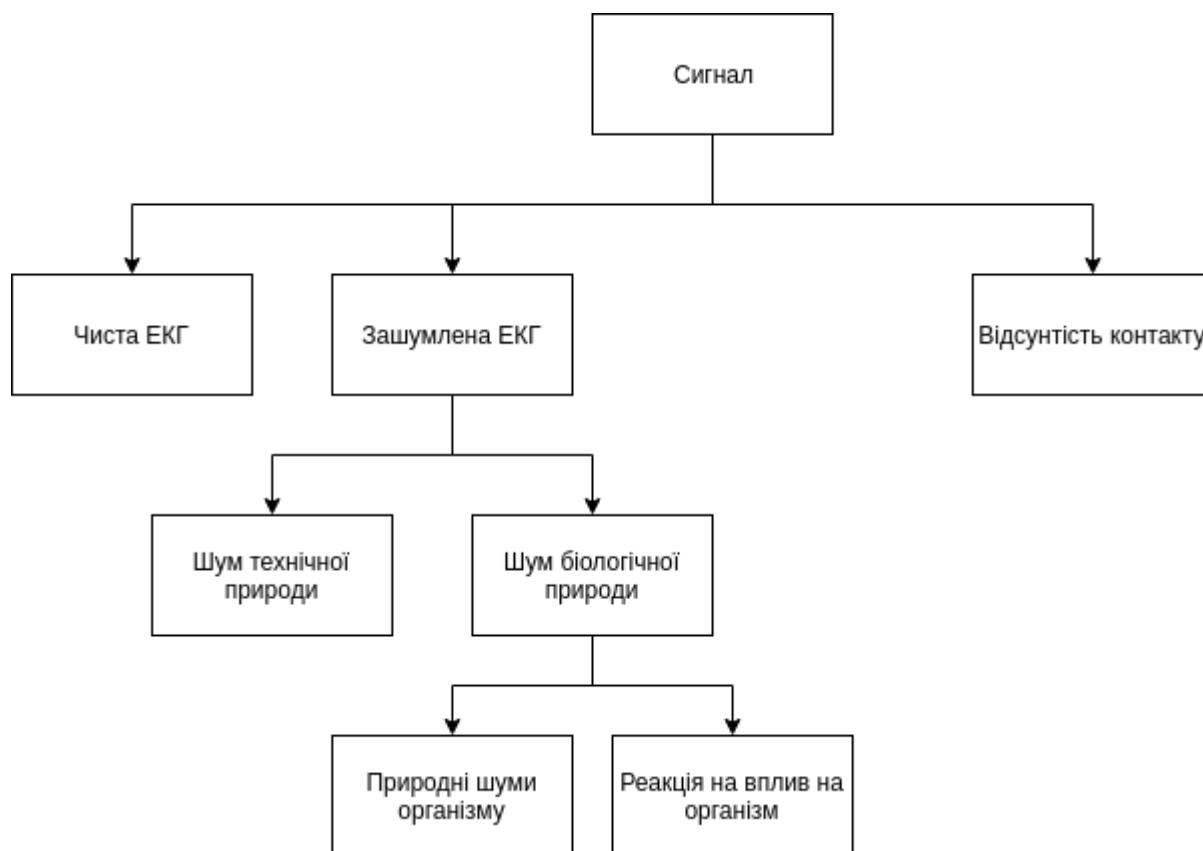 Сигнал
Чиста ЕКГ
Зашумлена ЕКГ
Відсунтість контакту
Шум технічної
природи
Шум біологічної
природи
Природні шуми
організму
Реакція на вплив на
організм